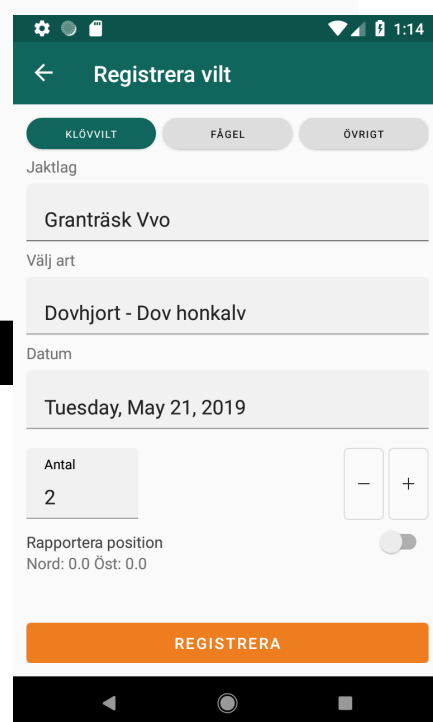 1:14
Registrera vilt
KLÖVVILT FÅGEL ÖVRIGT
Jaktlag
Granträsk Vvo
Välj art
Dovhjort - Dov honkalv
Datum
Tuesday, May 21, 2019
Antal
2
− +
Rapportera position
Nord: 0.0 Öst: 0.0
REGISTRERA